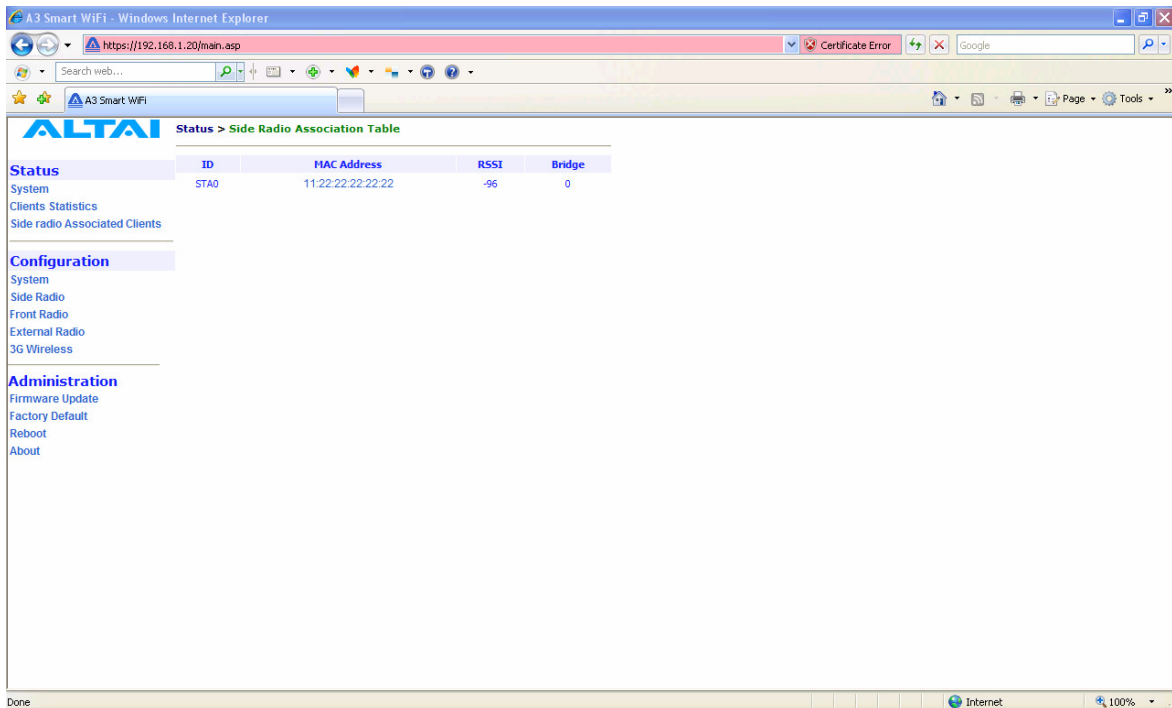 A3 Smart WiFi - Windows Internet Explorer
https://192.168.1.20/main.asp
Certificate Error
Google
Search web...
A3 Smart WiFi
Page
Tools
»
ALTAI
Status > Side Radio Association Table
ID MAC Address RSSI Bridge
STA0 11:22:22:22:22:22 -96 0
Status
System
Clients Statistics
Side radio Associated Clients
Configuration
System
Side Radio
Front Radio
External Radio
3G Wireless
Administration
Firmware Update
Factory Default
Reboot
About
Done
Internet
100%